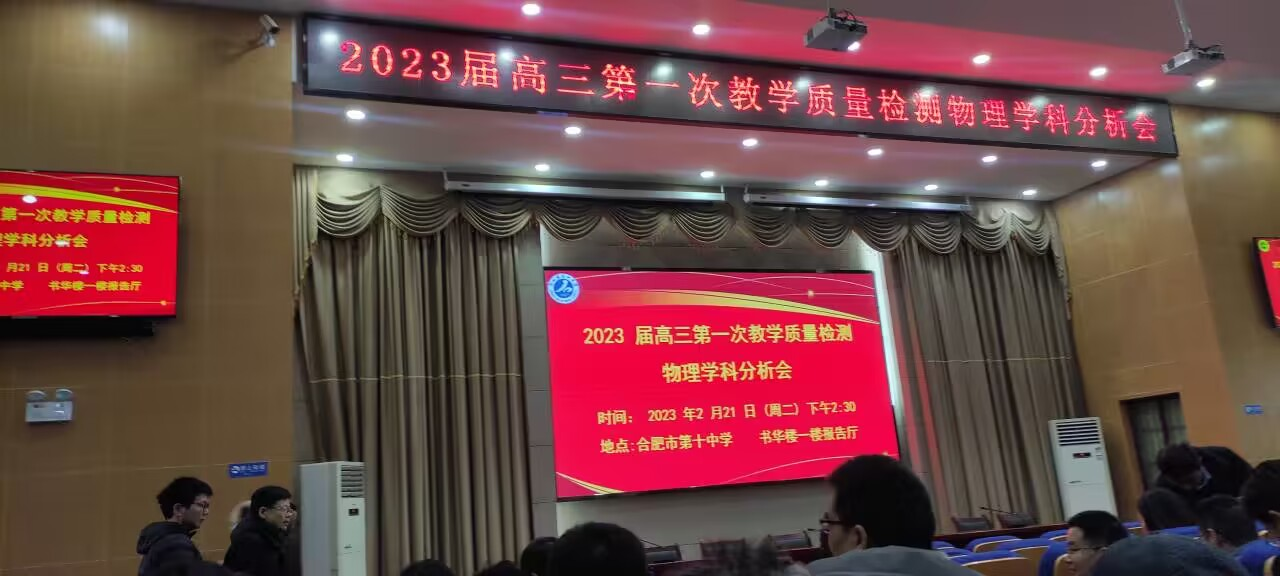 2023届高三第一次教学质量检测物理学科分析会
第一次教学质量检测
学科分析会
月21 日（周二）下午2:30
中学 书华楼一楼报告厅
2023 届高三第一次教学质量检测
物理学科分析会
时间： 2023 年2 月21 日（周二）下午2:30
地点:合肥市第十中学 书华楼一楼报告厅